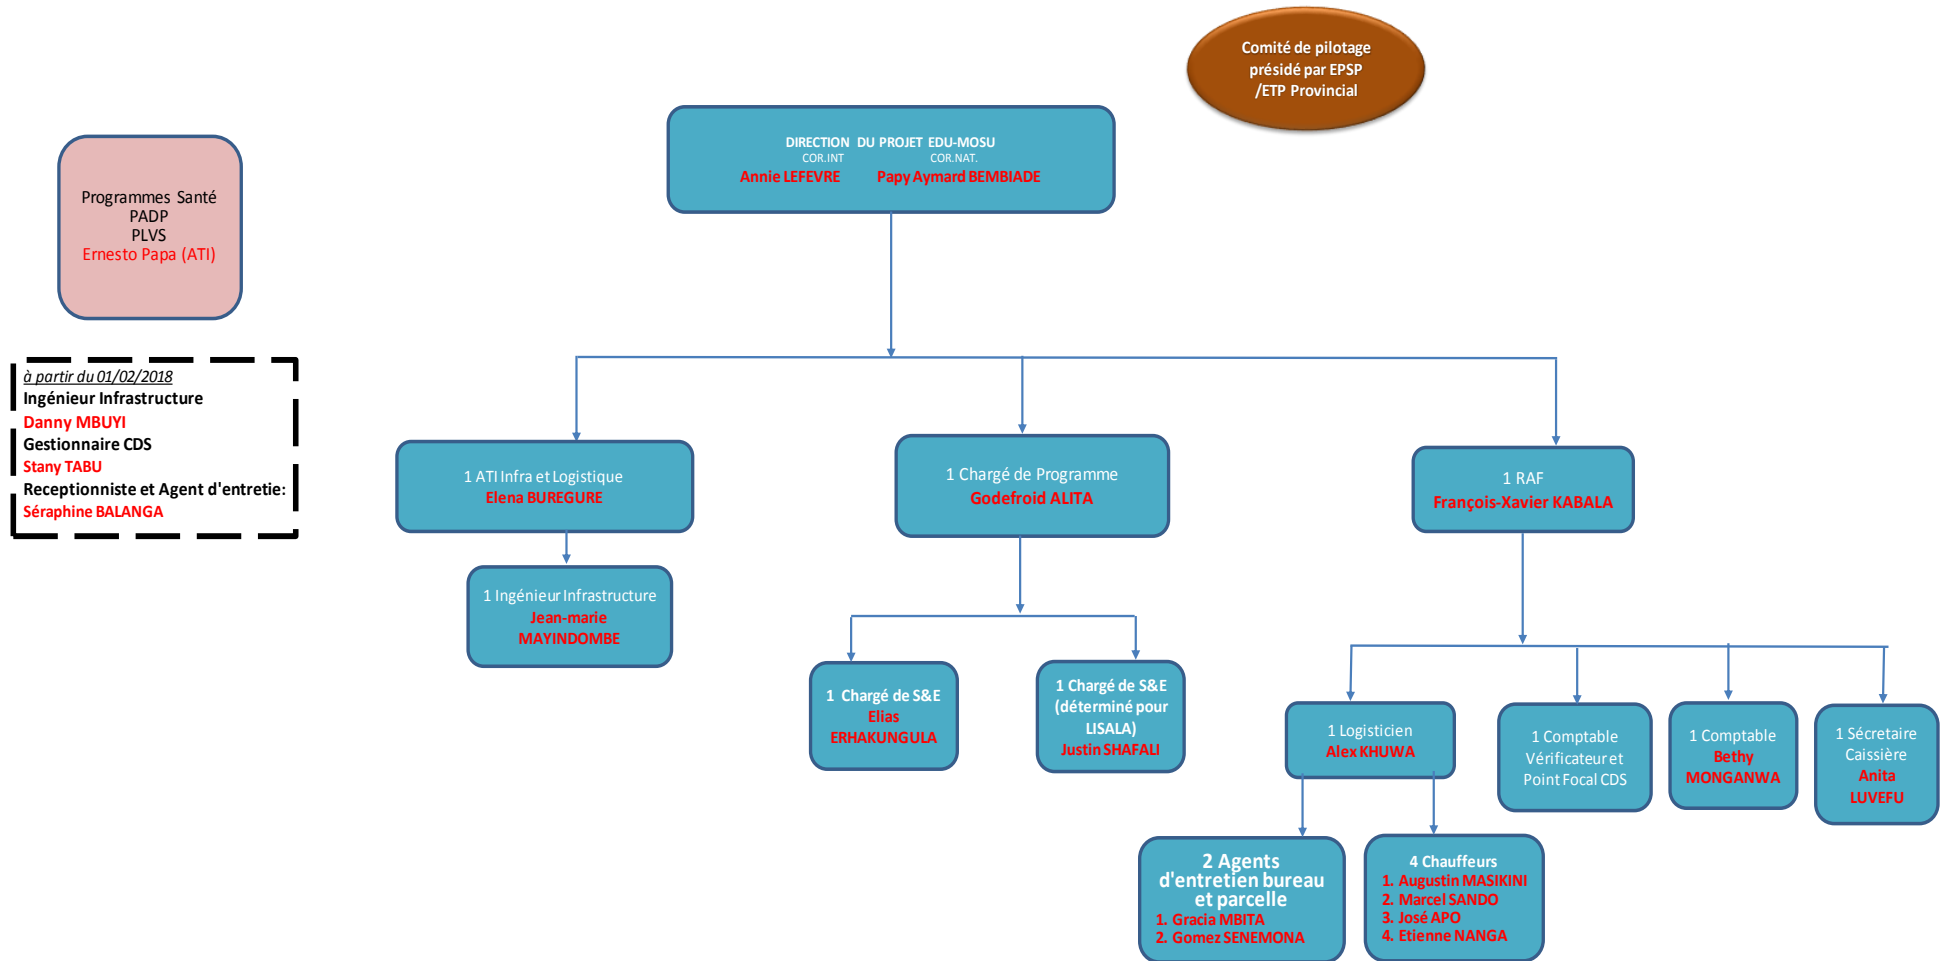 Comité de pilotage
présidé par EPSP
/ETP Provincial
DIRECTION DU PROJET EDU-MOSU
COR.INT COR.NAT.
Annie LEFEVRE Papy Aymard BEMBIADE
Programmes Santé
PADP
PLVS
Ernesto Papa (ATI)
à partir du 01/02/2018
Ingénieur Infrastructure
Danny MBUYI
Gestionnaire CDS
Stany TABU
Receptionniste et Agent d'entretie:
Séraphine BALANGA
1 ATI Infra et Logistique
Elena BUREGURE
1 Chargé de Programme
Godefroid ALITA
1 RAF
François-Xavier KABALA
1 Ingénieur Infrastructure
Jean-marie
MAYINDOMBE
1 Chargé de S&E
Elias
ERHAKUNGULA
1 Chargé de S&E
(déterminé pour
LISALA)
Justin SHAFALI
1 Logisticien
Alex KHUWA
1 Comptable
Vérificateur et
Point Focal CDS
1 Comptable
Bethy
MONGANWA
1 Sécretaire
Caissière
Anita
LUVEFU
2 Agents
d'entretien bureau
et parcelle
1. Gracia MBITA
2. Gomez SENEMONA
4 Chauffeurs
1. Augustin MASIKINI
2. Marcel SANDO
3. José APO
4. Etienne NANGA